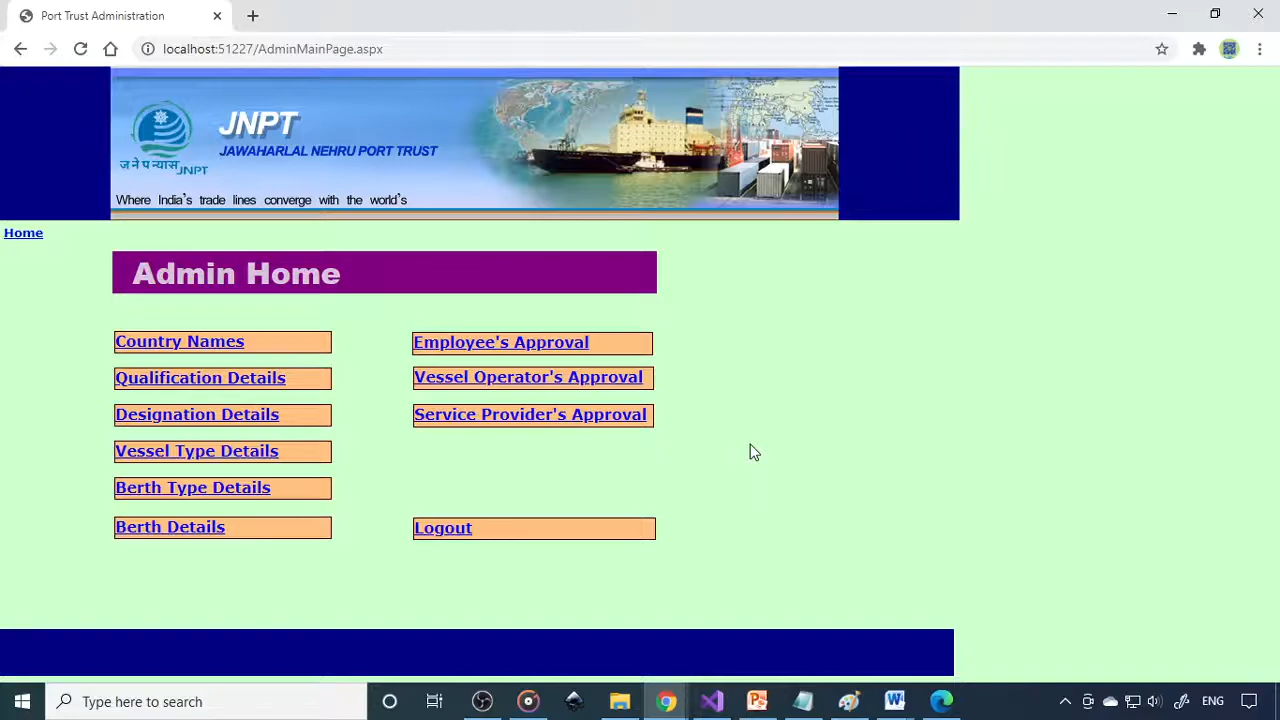 Port Trust Administration
localhost:51227/AdminMainPage.aspx
JNPT
JAWAHARLAL NEHRU PORT TRUST
ज ने प न्यास JNPT
Where India's trade lines converge with the world's
Home
Admin Home
Country Names
Employee's Approval
Qualification Details
Vessel Operator's Approval
Designation Details
Service Provider's Approval
Vessel Type Details
Berth Type Details
Berth Details
Logout
Type here to search
ENG